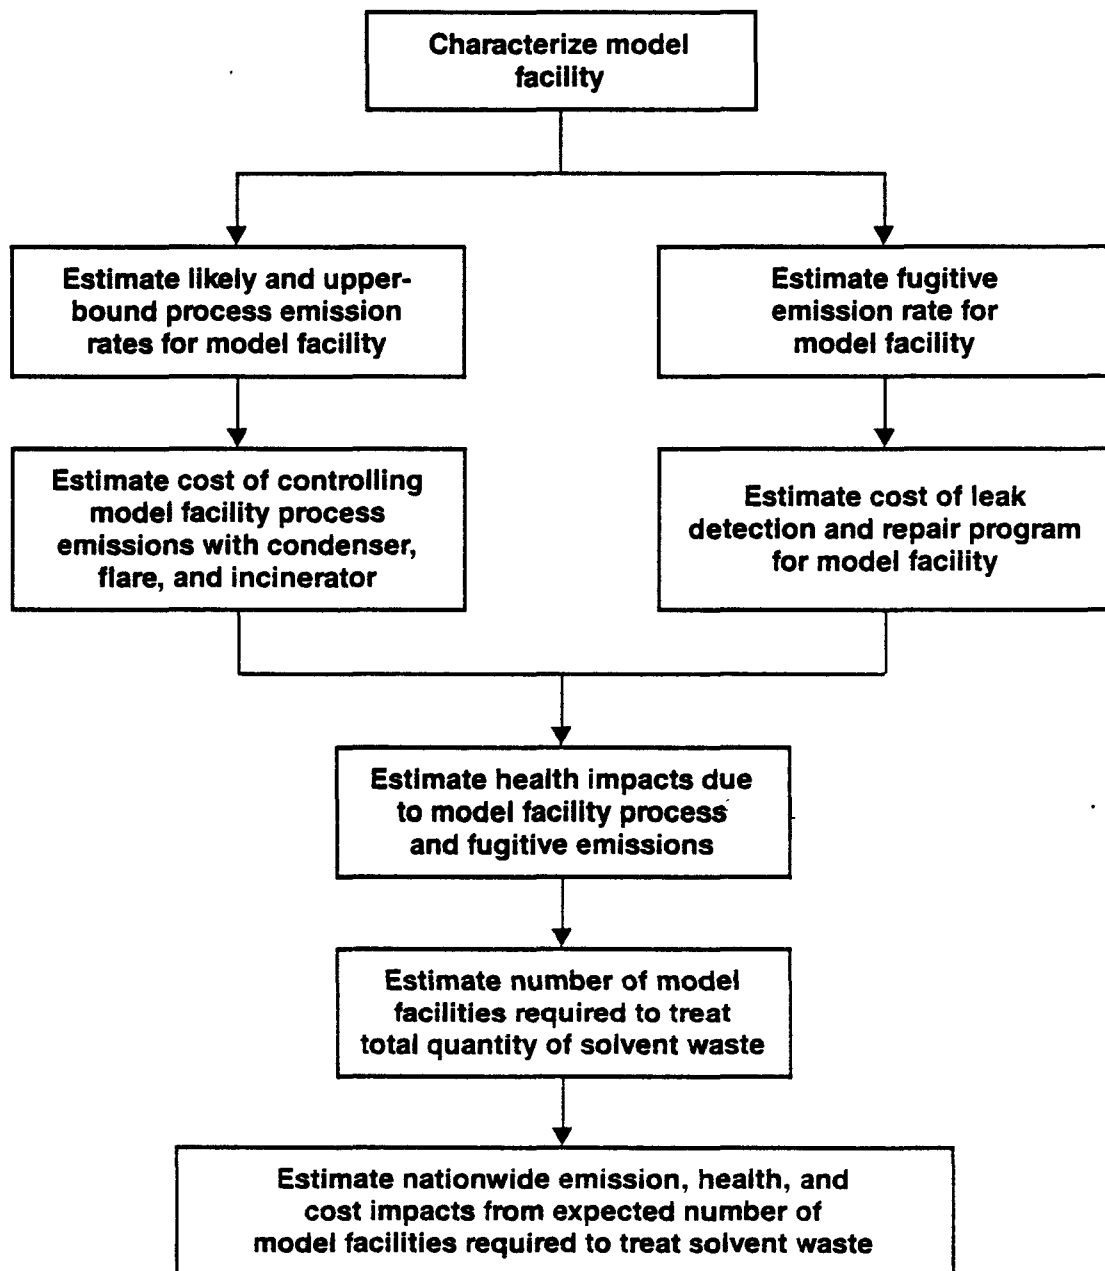 Characterize model
facility
Estimate likely and upper-
bound process emission
rates for model facility
Estimate fugitive
emission rate for
model facility
Estimate cost of controlling
model facility process
emissions with condenser,
flare, and incinerator
Estimate cost of leak
detection and repair program
for model facility
Estimate health impacts due
to model facility process
and fugitive emissions
Estimate number of model
facilities required to treat
total quantity of solvent waste
Estimate nationwide emission, health, and
cost impacts from expected number of
model facilities required to treat solvent waste